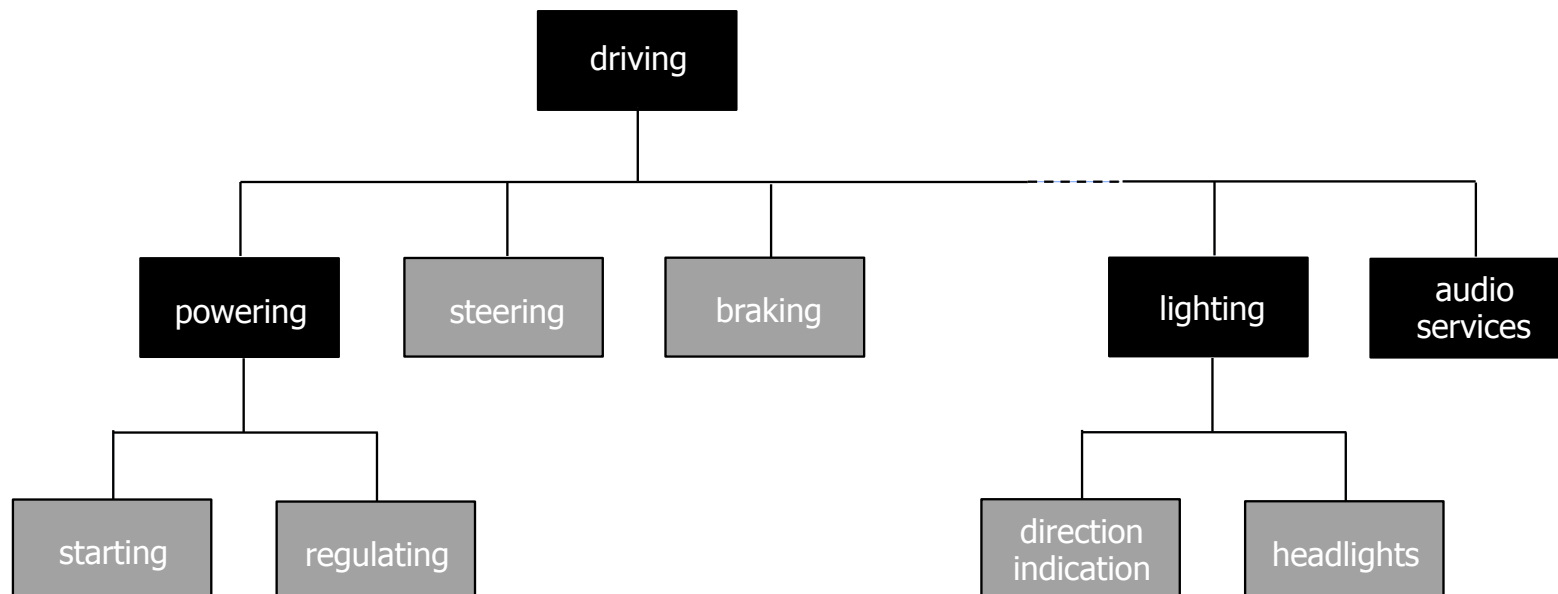 driving
powering
steering
braking
lighting
audio
services
starting
regulating
direction
indication
headlights